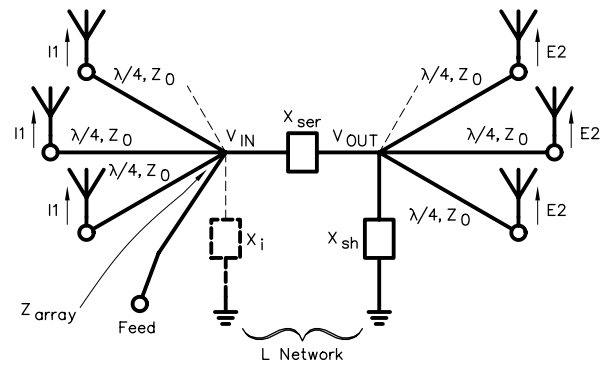 I1
λ/4, Z0
λ/4, Z0
E2
I1
λ/4, Z0
VIN
Xser
VOUT
λ/4, Z0
E2
λ/4, Z0
I1
E2
λ/4, Z0
Xi
Xsh
Zarray
Feed
L Network